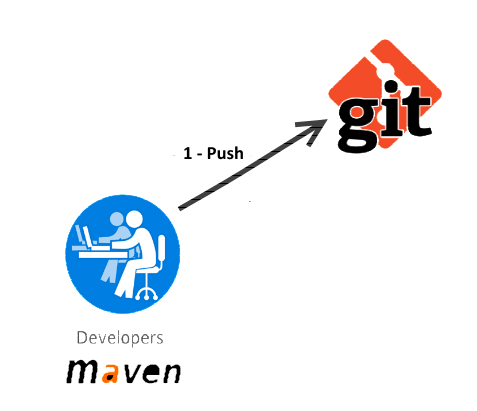 git
1 - Push
Developers
maven